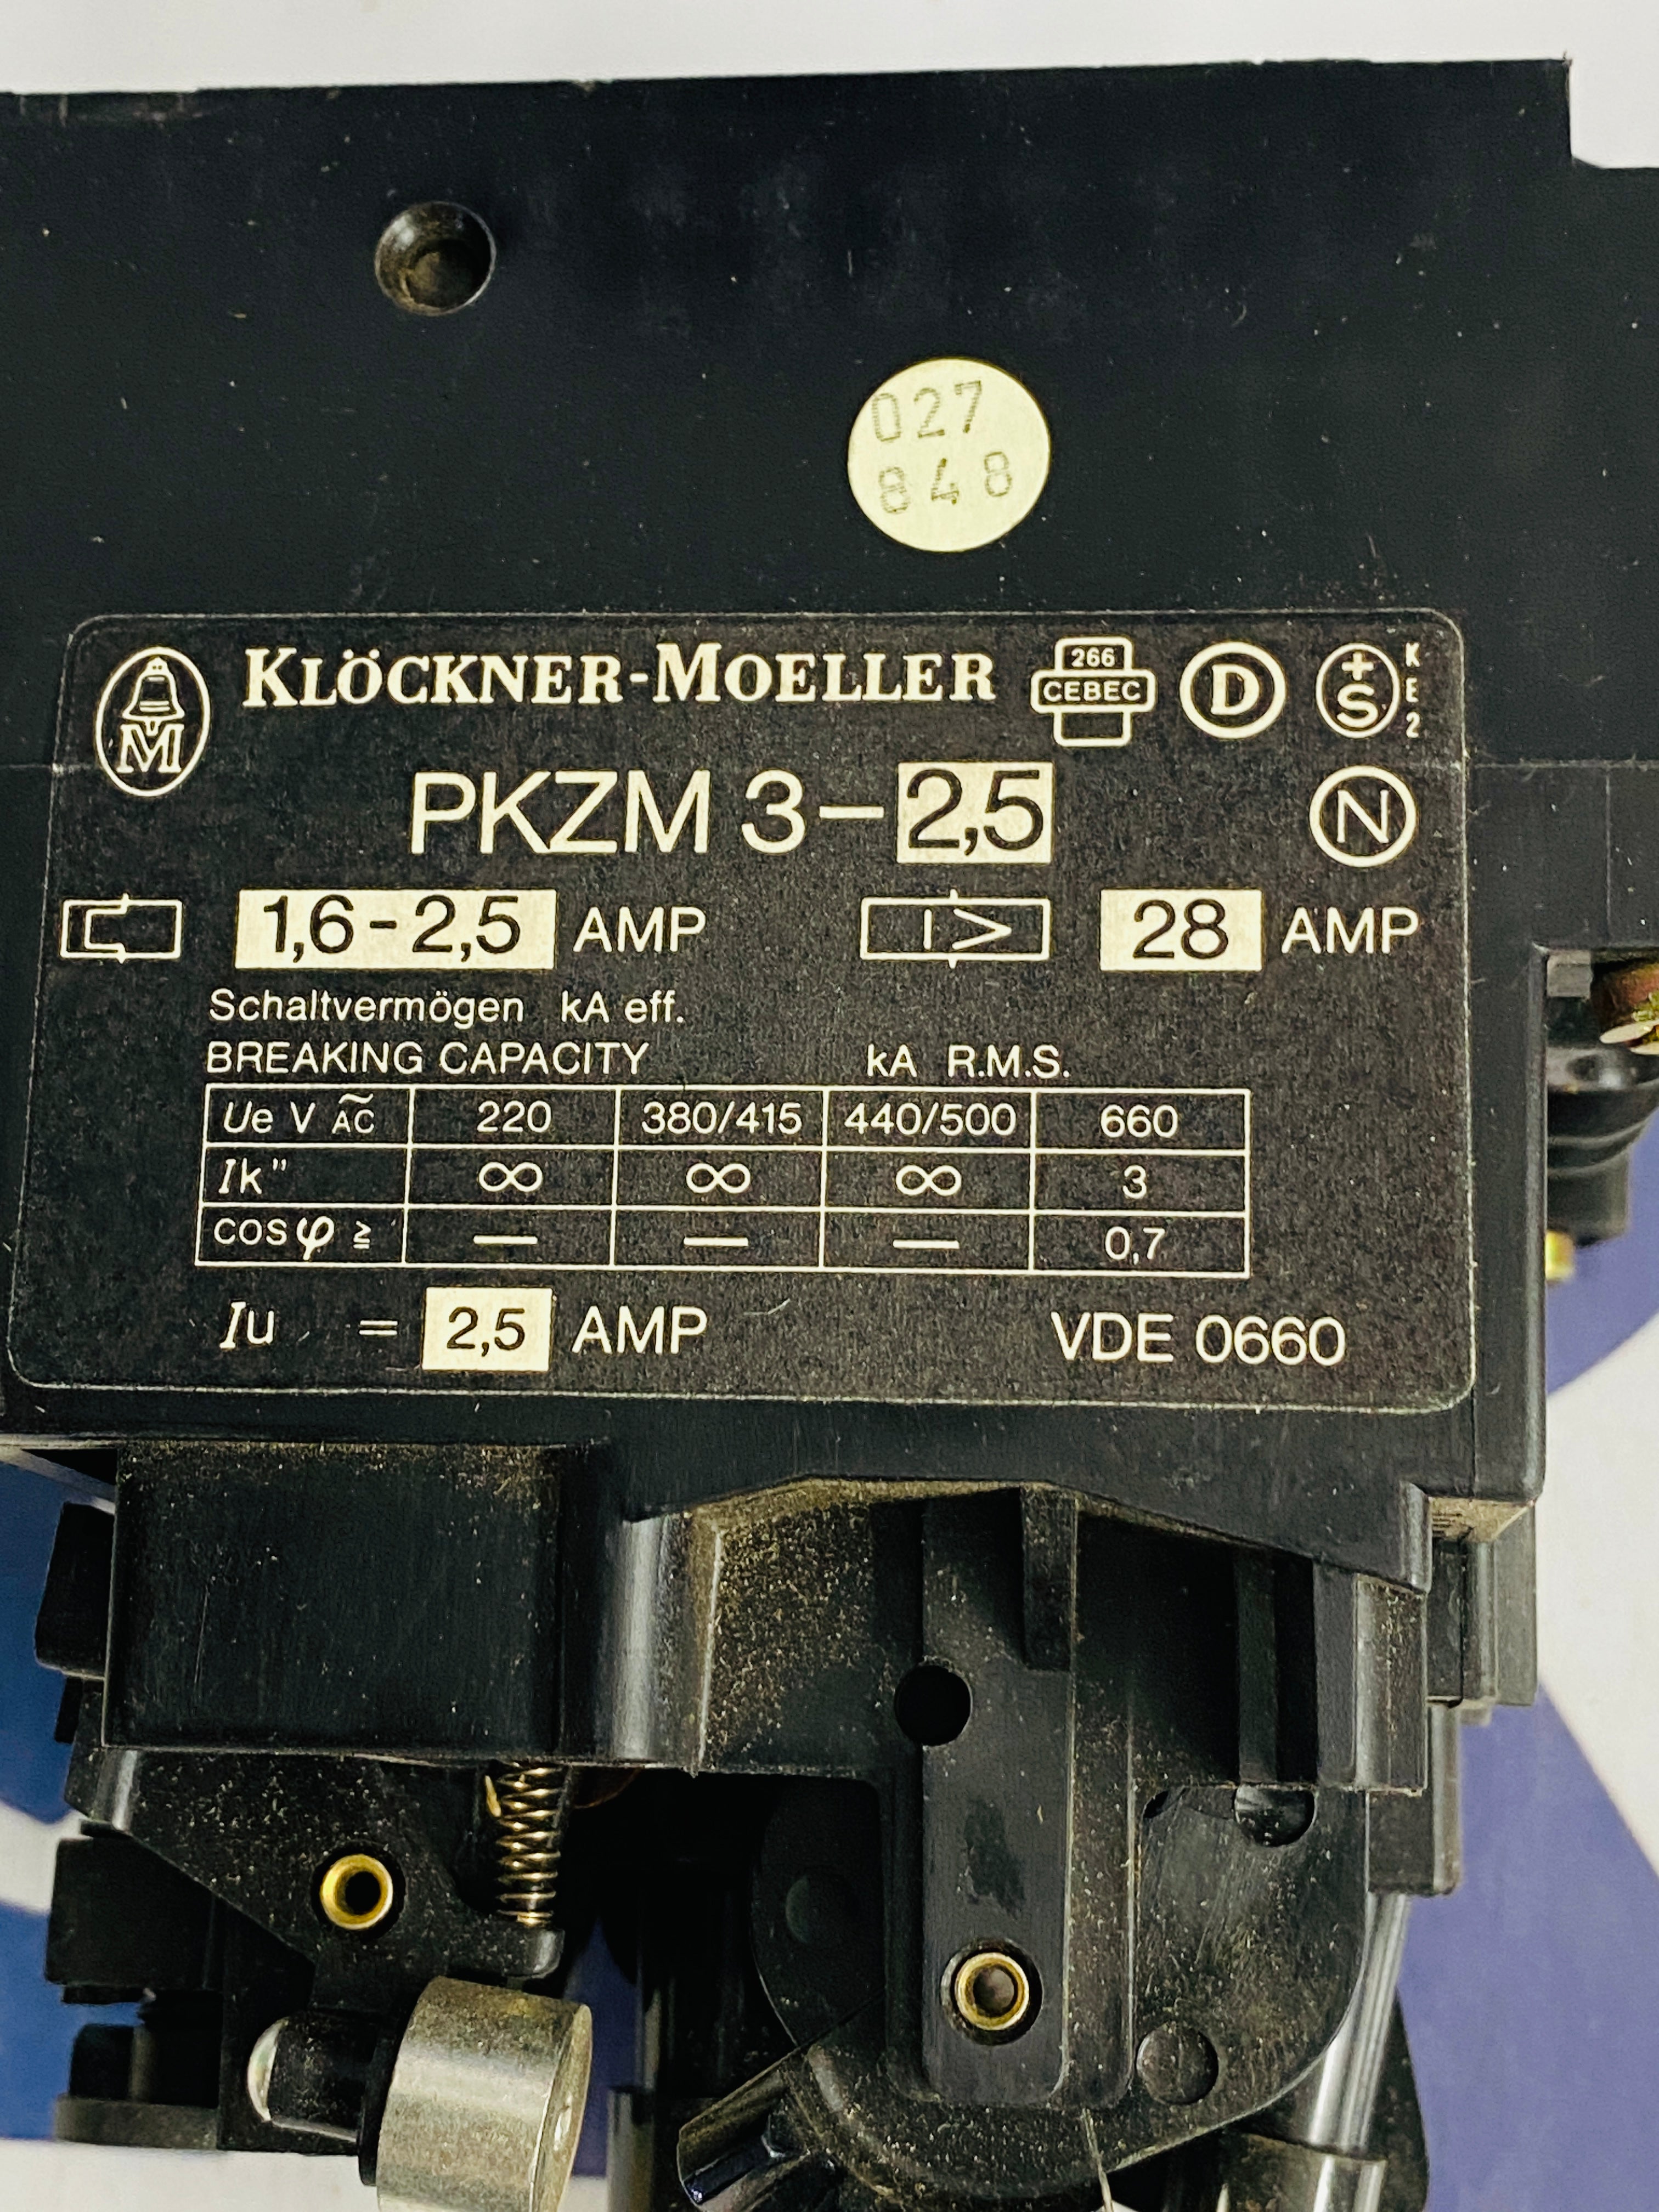 027
848
KLÖCKNER-MOELLER
266
CEBEC
D
+S
KE2
M
PKZM 3-2,5
N
1,6-2,5 AMP
I> 28 AMP
Schaltvermögen kA eff.
BREAKING CAPACITY kA R.M.S.
Ue V ~AC 220 380/415 440/500 660
Ik" ∞ ∞ ∞ 3
cos φ ≥ — — — 0,7
Iu = 2,5 AMP VDE 0660